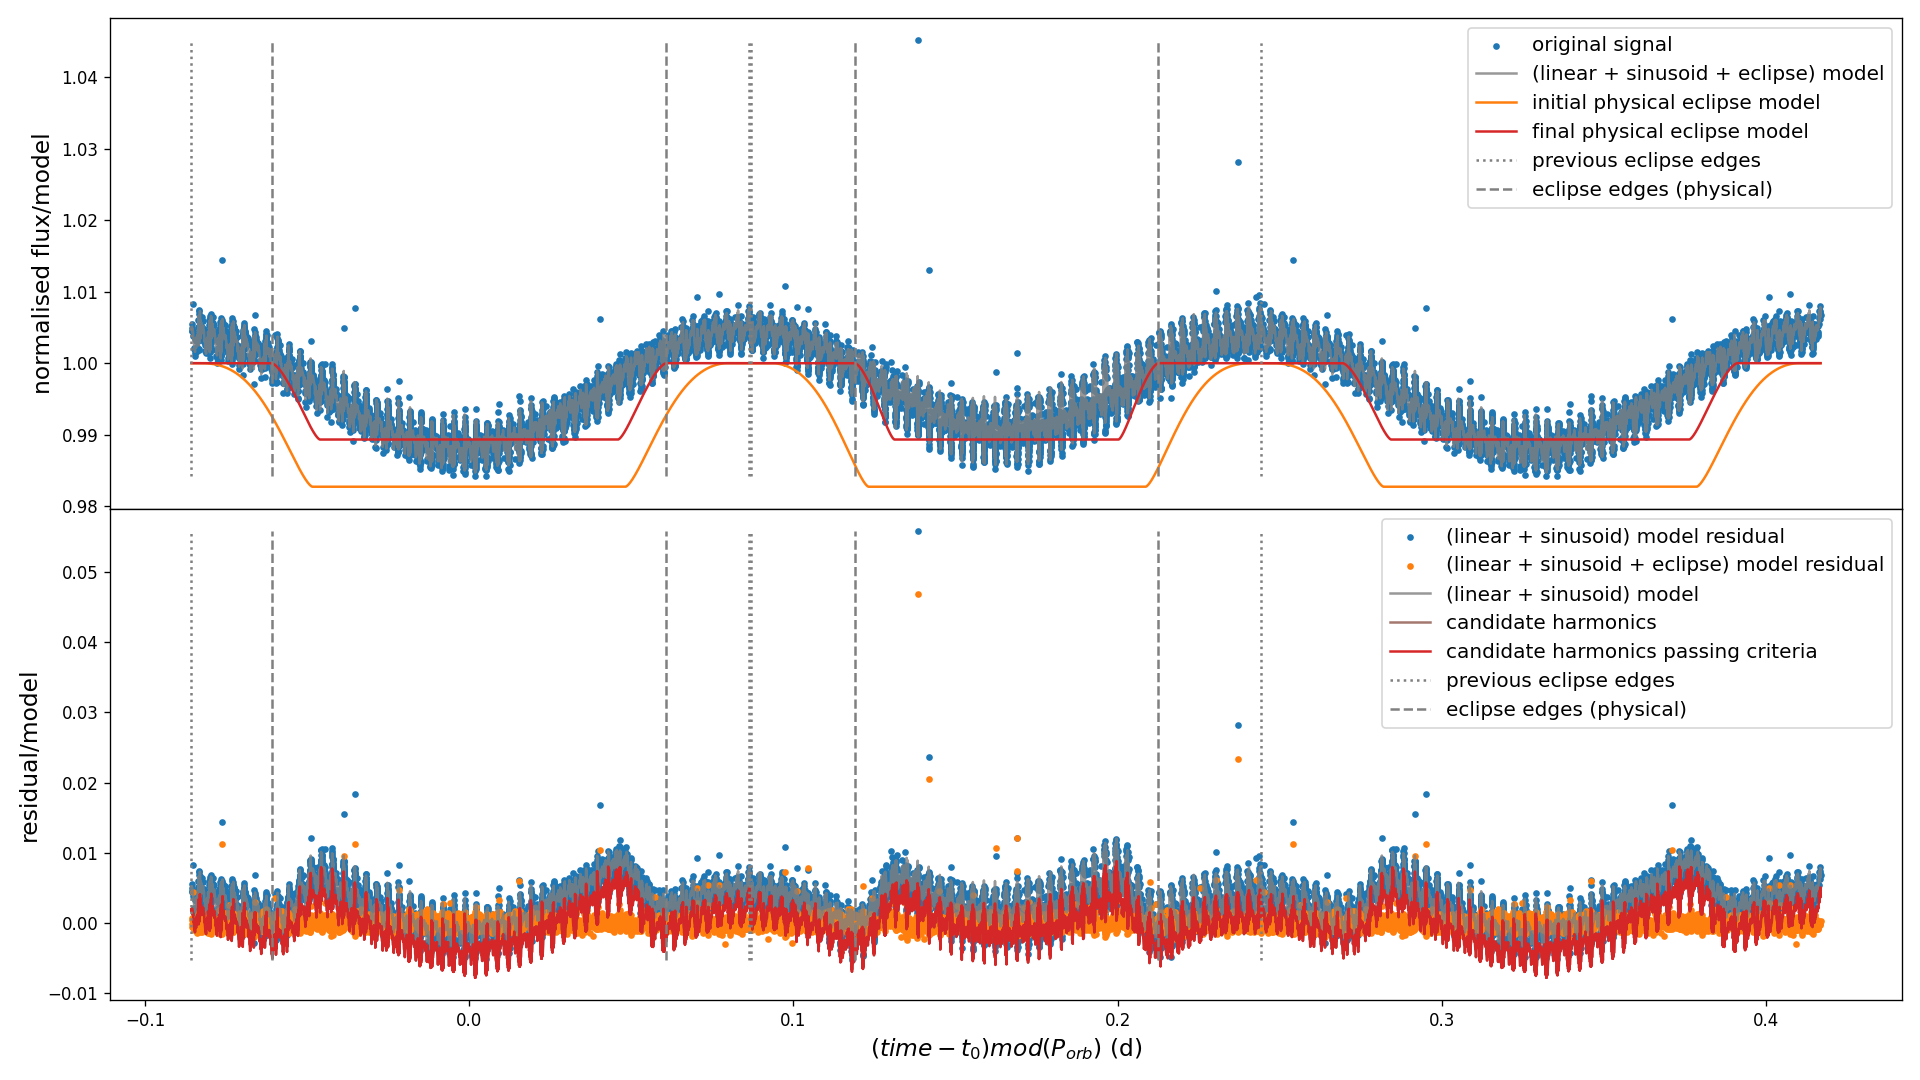 normalised flux/model
1.04
1.03
1.02
1.01
1.00
0.99
0.98
original signal
(linear + sinusoid + eclipse) model
initial physical eclipse model
final physical eclipse model
previous eclipse edges
eclipse edges (physical)
residual/model
0.05
0.04
0.03
0.02
0.01
0.00
−0.01
(linear + sinusoid) model residual
(linear + sinusoid + eclipse) model residual
(linear + sinusoid) model
candidate harmonics
candidate harmonics passing criteria
previous eclipse edges
eclipse edges (physical)
−0.1 0.0 0.1 0.2 0.3 0.4
(time − t₀)mod(P_orb) (d)